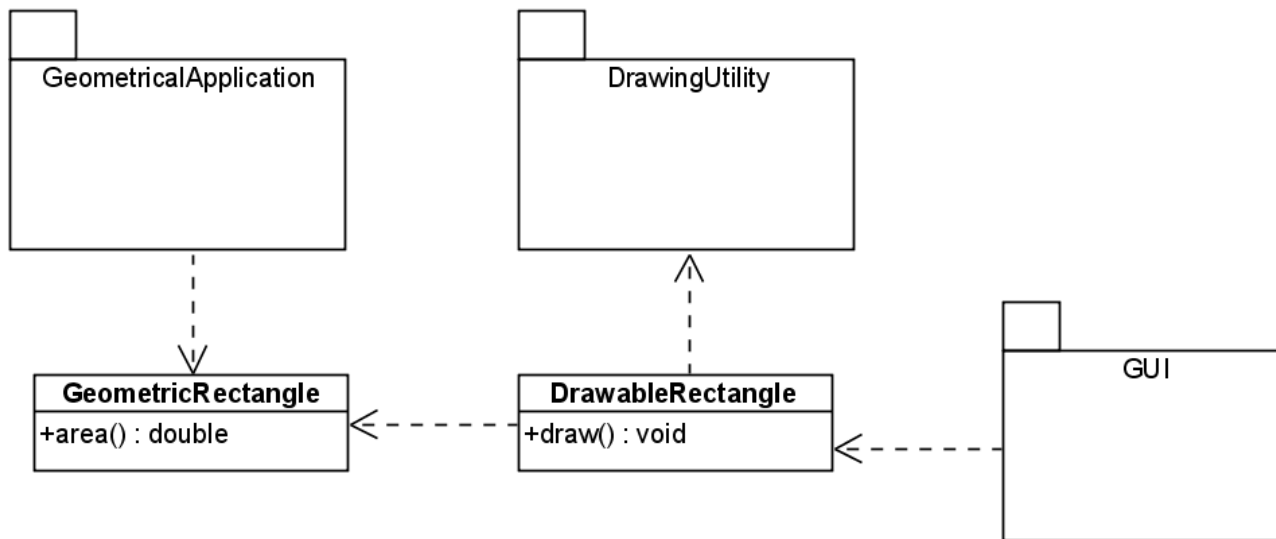 GeometricalApplication
DrawingUtility
GUI
GeometricRectangle
+area() : double
DrawableRectangle
+draw() : void